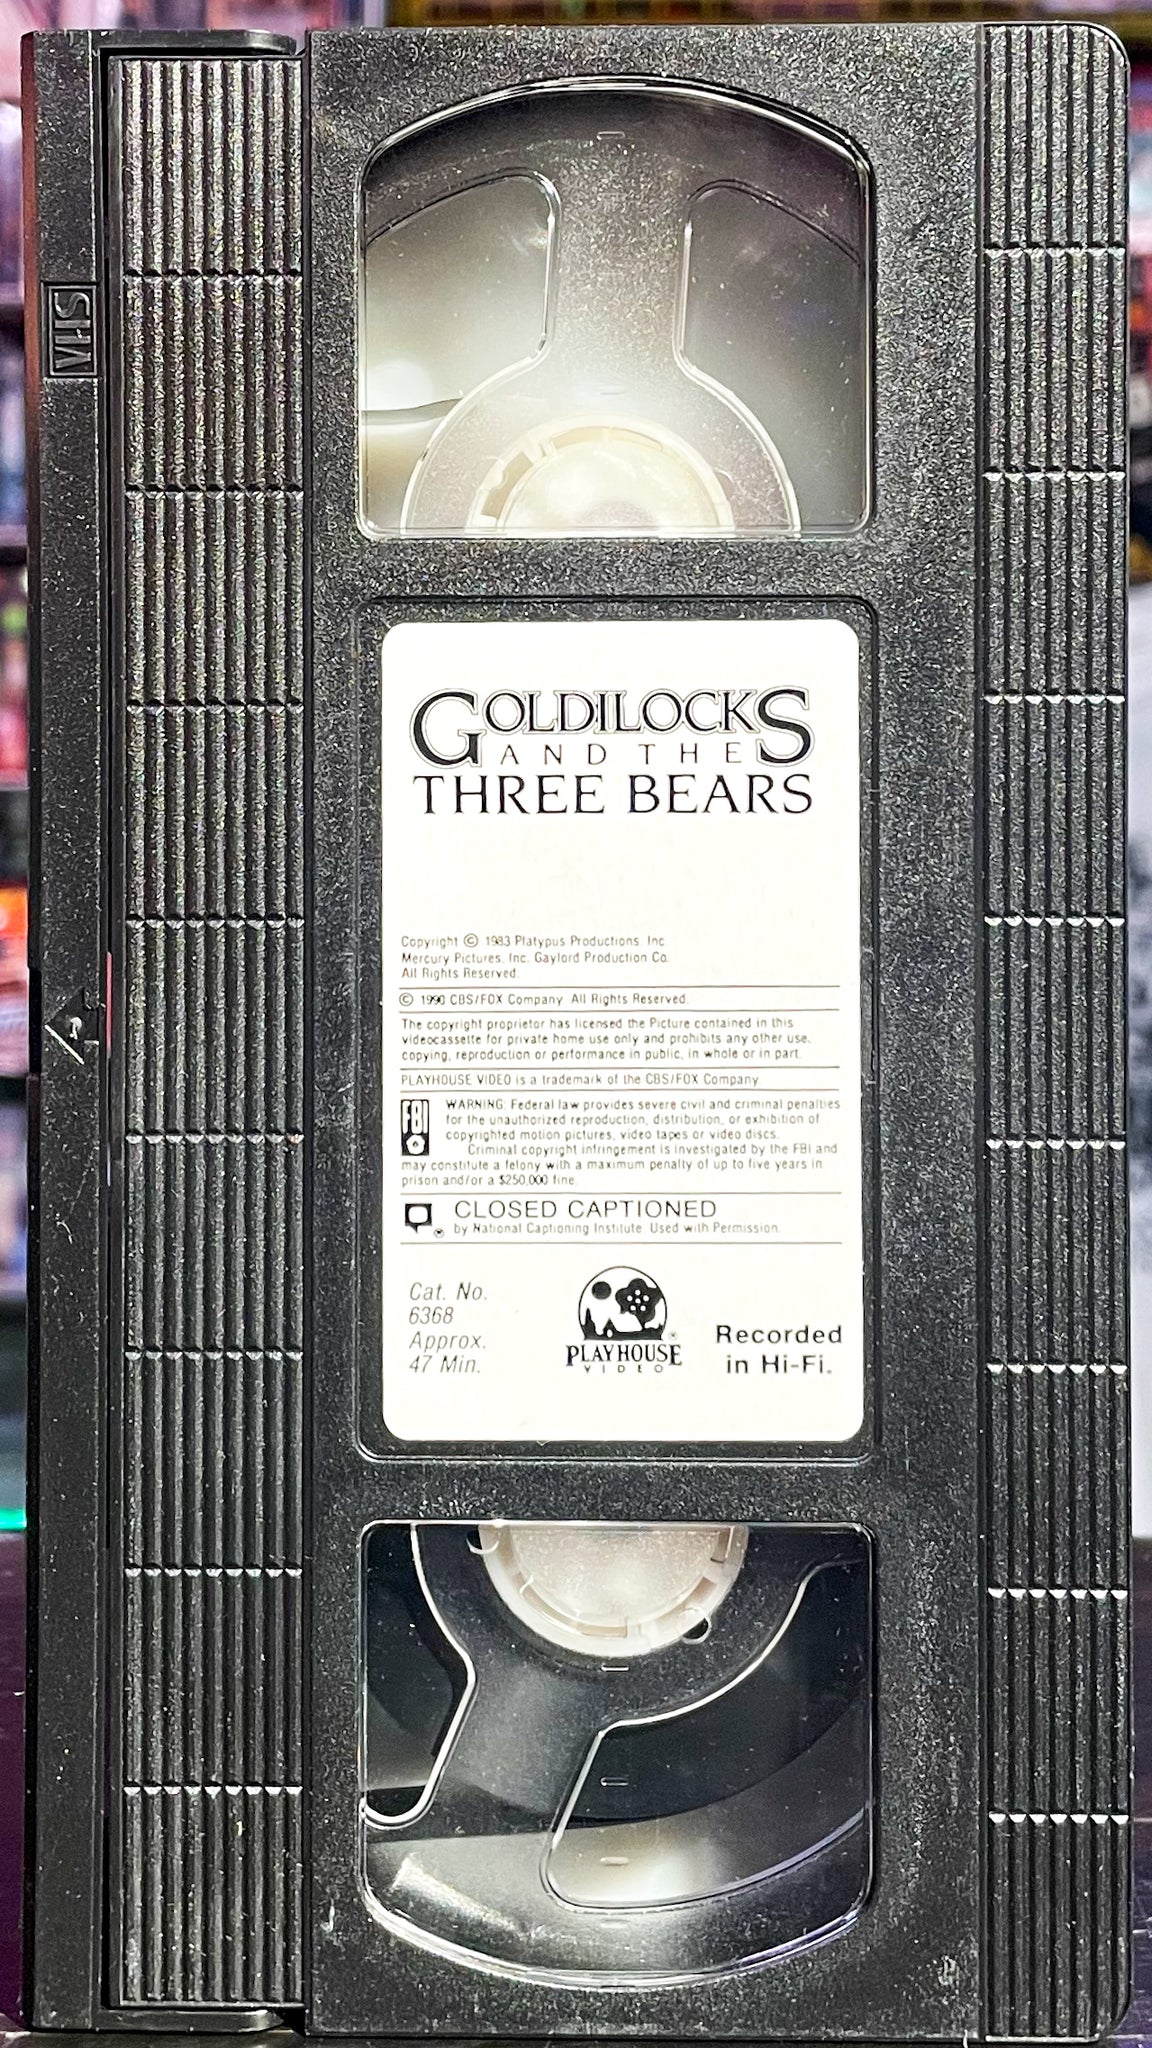 VHS
GOLDILOCKS
AND THE
THREE BEARS
Copyright © 1983 Platypus Productions, Inc.
Mercury Pictures, Inc. Gaylord Production Co.
All Rights Reserved.
© 1990 CBS/FOX Company. All Rights Reserved.
The copyright proprietor has licensed the Picture contained in this
videocassette for private home use only and prohibits any other use,
copying, reproduction or performance in public, in whole or in part.
PLAYHOUSE VIDEO is a trademark of the CBS/FOX Company
FBI
WARNING: Federal law provides severe civil and criminal penalties
for the unauthorized reproduction, distribution, or exhibition of
copyrighted motion pictures, video tapes or video discs.
Criminal copyright infringement is investigated by the FBI and
may constitute a felony with a maximum penalty of up to five years in
prison and/or a $250,000 fine.
CLOSED CAPTIONED
by National Captioning Institute. Used with Permission.
Cat. No.
6368
Approx.
47 Min.
PLAYHOUSE ®
VIDEO
Recorded
in Hi-Fi.